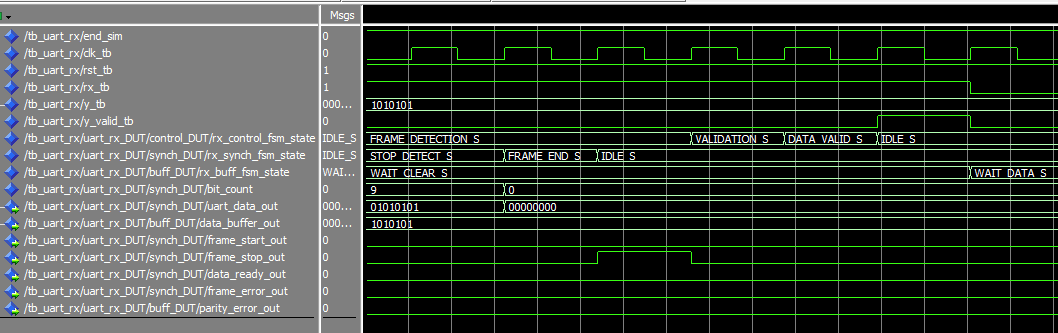 Msgs
/tb_uart_rx/end_sim 0
/tb_uart_rx/clk_tb 0
/tb_uart_rx/rst_tb 1
/tb_uart_rx/rx_tb 1
/tb_uart_rx/y_tb 000... 1010101
/tb_uart_rx/y_valid_tb 0
/tb_uart_rx/uart_rx_DUT/control_DUT/rx_control_fsm_state IDLE_S FRAME_DETECTION_S VALIDATION_S DATA_VALID_S IDLE_S
/tb_uart_rx/uart_rx_DUT/synch_DUT/rx_synch_fsm_state IDLE_S STOP_DETECT_S FRAME_END_S IDLE_S
/tb_uart_rx/uart_rx_DUT/buff_DUT/rx_buff_fsm_state WAI... WAIT_CLEAR_S WAIT_DATA_S
/tb_uart_rx/uart_rx_DUT/synch_DUT/bit_count 0 9 0
/tb_uart_rx/uart_rx_DUT/synch_DUT/uart_data_out 000... 01010101 00000000
/tb_uart_rx/uart_rx_DUT/buff_DUT/data_buffer_out 000... 1010101
/tb_uart_rx/uart_rx_DUT/synch_DUT/frame_start_out 0
/tb_uart_rx/uart_rx_DUT/synch_DUT/frame_stop_out 0
/tb_uart_rx/uart_rx_DUT/synch_DUT/data_ready_out 0
/tb_uart_rx/uart_rx_DUT/synch_DUT/frame_error_out 0
/tb_uart_rx/uart_rx_DUT/buff_DUT/parity_error_out 0